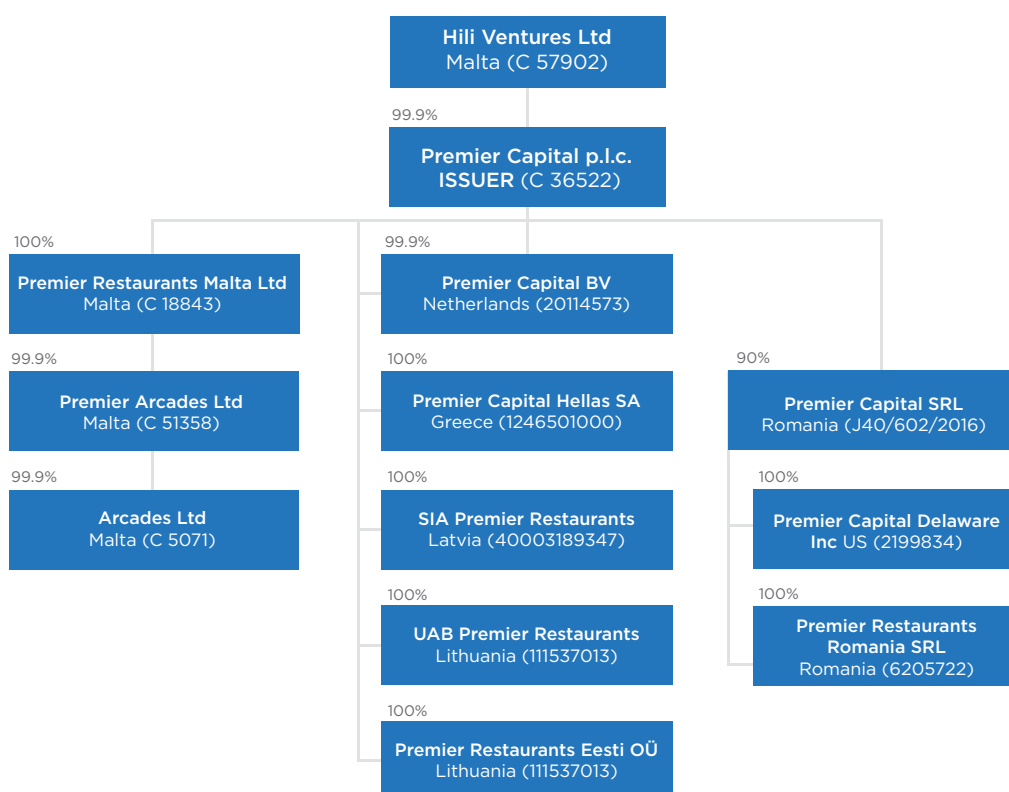 Hili Ventures Ltd
Malta (C 57902)
99.9%
Premier Capital p.l.c.
ISSUER (C 36522)
100%
Premier Restaurants Malta Ltd
Malta (C 18843)
99.9%
Premier Arcades Ltd
Malta (C 51358)
99.9%
Arcades Ltd
Malta (C 5071)
99.9%
Premier Capital BV
Netherlands (20114573)
100%
Premier Capital Hellas SA
Greece (1246501000)
100%
SIA Premier Restaurants
Latvia (40003189347)
100%
UAB Premier Restaurants
Lithuania (111537013)
100%
Premier Restaurants Eesti OÜ
Lithuania (111537013)
90%
Premier Capital SRL
Romania (J40/602/2016)
100%
Premier Capital Delaware
Inc US (2199834)
100%
Premier Restaurants
Romania SRL
Romania (6205722)